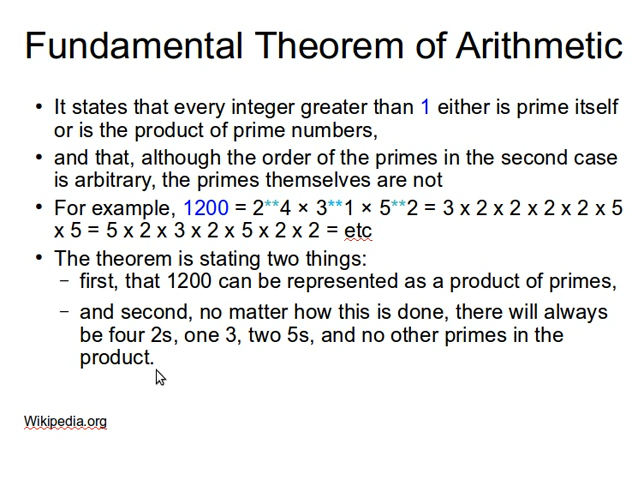 Fundamental Theorem of Arithmetic
• It states that every integer greater than 1 either is prime itself
or is the product of prime numbers,
• and that, although the order of the primes in the second case
is arbitrary, the primes themselves are not
• For example, 1200 = 2**4 × 3**1 × 5**2 = 3 x 2 x 2 x 2 x 2 x 5
x 5 = 5 x 2 x 3 x 2 x 5 x 2 x 2 = etc
• The theorem is stating two things:
– first, that 1200 can be represented as a product of primes,
– and second, no matter how this is done, there will always
be four 2s, one 3, two 5s, and no other primes in the
product.
Wikipedia.org